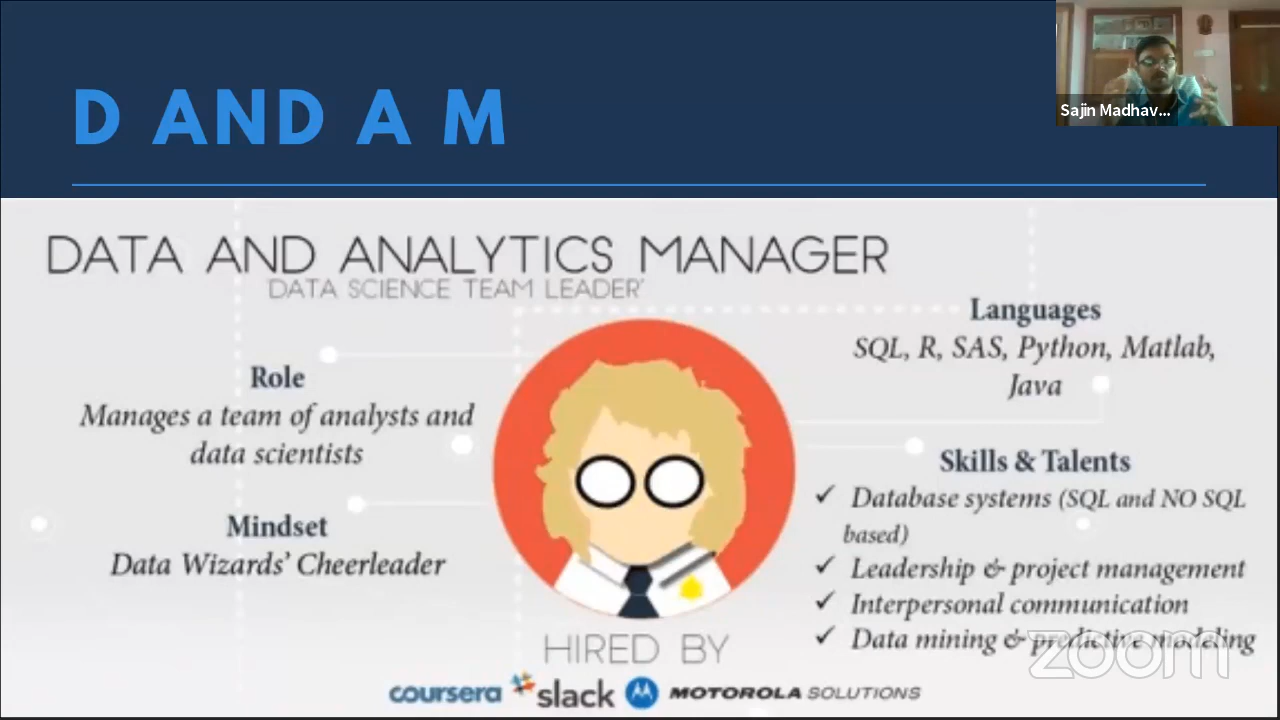 D AND A M
Sajin Madhav...
DATA AND ANALYTICS MANAGER
'DATA SCIENCE TEAM LEADER'
Role
Manages a team of analysts and
data scientists
Mindset
Data Wizards' Cheerleader
Languages
SQL, R, SAS, Python, Matlab,
Java
Skills & Talents
✓ Database systems (SQL and NO SQL
based)
✓ Leadership & project management
✓ Interpersonal communication
✓ Data mining & predictive modeling
zoom
HIRED BY
coursera slack MOTOROLA SOLUTIONS